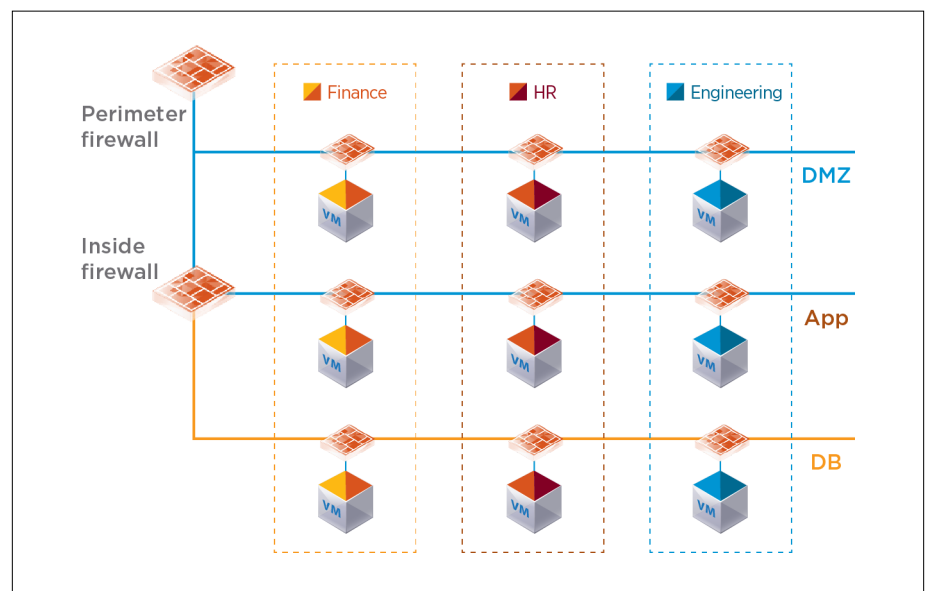 Finance
HR
Engineering
Perimeter
firewall
DMZ
VM
VM
VM
Inside
firewall
App
VM
VM
VM
DB
VM
VM
VM